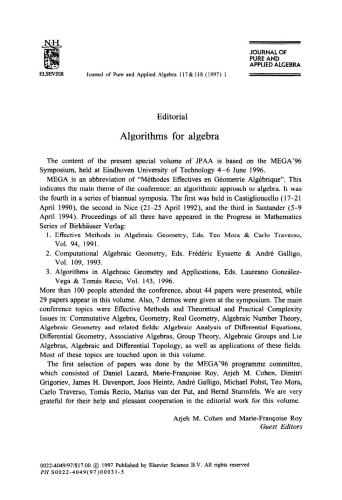 NH
ELSEVIER
Journal of Pure and Applied Algebra 117 & 118 (1997) 1
JOURNAL OF
PURE AND
APPLIED ALGEBRA
Editorial
Algorithms for algebra
The content of the present special volume of JPAA is based on the MEGA'96
Symposium, held at Eindhoven University of Technology 4–6 June 1996.
MEGA is an abbreviation of "Méthodes Effectives en Géometrie Algébrique". This
indicates the main theme of the conference: an algorithmic approach to algebra. It was
the fourth in a series of biannual symposia. The first was held in Castiglioncello (17–21
April 1990), the second in Nice (21–25 April 1992), and the third in Santander (5–9
April 1994). Proceedings of all three have appeared in the Progress in Mathematics
Series of Birkhäuser Verlag:
1. Effective Methods in Algebraic Geometry, Eds. Teo Mora & Carlo Traverso,
Vol. 94, 1991.
2. Computational Algebraic Geometry, Eds. Frédéric Eyssette & André Galligo,
Vol. 109, 1993.
3. Algorithms in Algebraic Geometry and Applications, Eds. Laureano González-
Vega & Tomás Recio, Vol. 143, 1996.
More than 100 people attended the conference, about 44 papers were presented, while
29 papers appear in this volume. Also, 7 demos were given at the symposium. The main
conference topics were Effective Methods and Theoretical and Practical Complexity
Issues in: Commutative Algebra, Geometry, Real Geometry, Algebraic Number Theory,
Algebraic Geometry and related fields: Algebraic Analysis of Differential Equations,
Differential Geometry, Associative Algebras, Group Theory, Algebraic Groups and Lie
Algebras, Algebraic and Differential Topology, as well as applications of these fields.
Most of these topics are touched upon in this volume.
The first selection of papers was done by the MEGA'96 programme committee,
which consisted of Daniel Lazard, Marie-Françoise Roy, Arjeh M. Cohen, Dimitri
Grigoriev, James H. Davenport, Joos Heintz, André Galligo, Michael Pohst, Teo Mora,
Carlo Traverso, Tomás Recio, Marius van der Put, and Bernd Sturmfels. We are very
grateful for their help and pleasant cooperation in the editorial work for this volume.
Arjeh M. Cohen and Marie-Françoise Roy
Guest Editors
0022-4049/97/$17.00 © 1997 Published by Elsevier Science B.V. All rights reserved
PII S0022-4049(97)00031-5